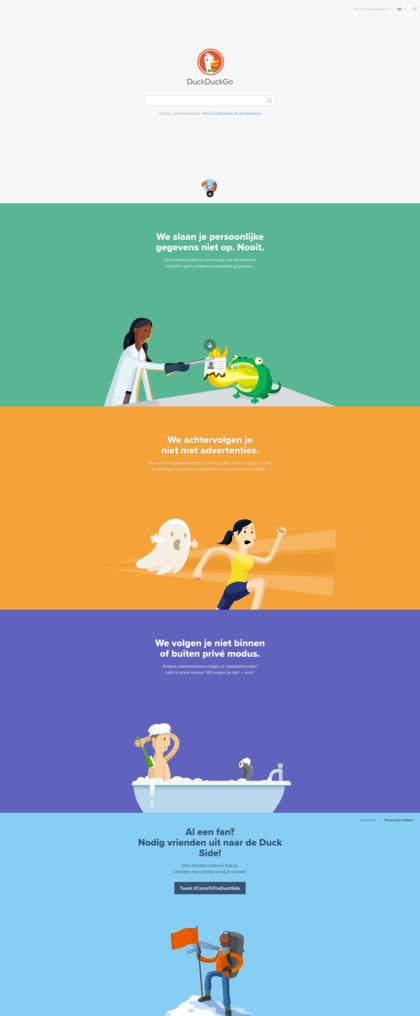 Privacy, vereenvoudigd.
DuckDuckGo
Privacy, vereenvoudigd. Help DuckDuckGo te verspreiden!
We slaan je persoonlijke
gegevens niet op. Nooit.
Ons privacybeleid is eenvoudig: we verzamelen
of delen geen enkele persoonlijke gegevens.
We achtervolgen je
niet met advertenties.
We volgen je niet binnen
of buiten privé modus.
Andere zoekmachines volgen je zoekopdrachten
zelfs in privé modus. Wij volgen je niet — punt.
Terug naar zoeken
Al een fan?
Nodig vrienden uit naar de Duck
Side!
Deel DuckDuckGo en help je
vrienden hun privacy terug te nemen!
Tweet #ComeToTheDuckSide